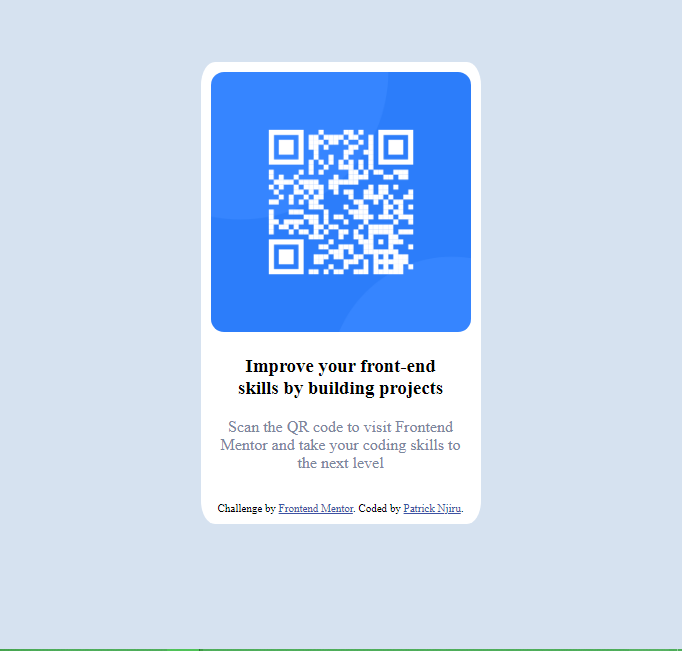 Improve your front-end
skills by building projects
Scan the QR code to visit Frontend
Mentor and take your coding skills to
the next level
Challenge by Frontend Mentor. Coded by Patrick Njiru.